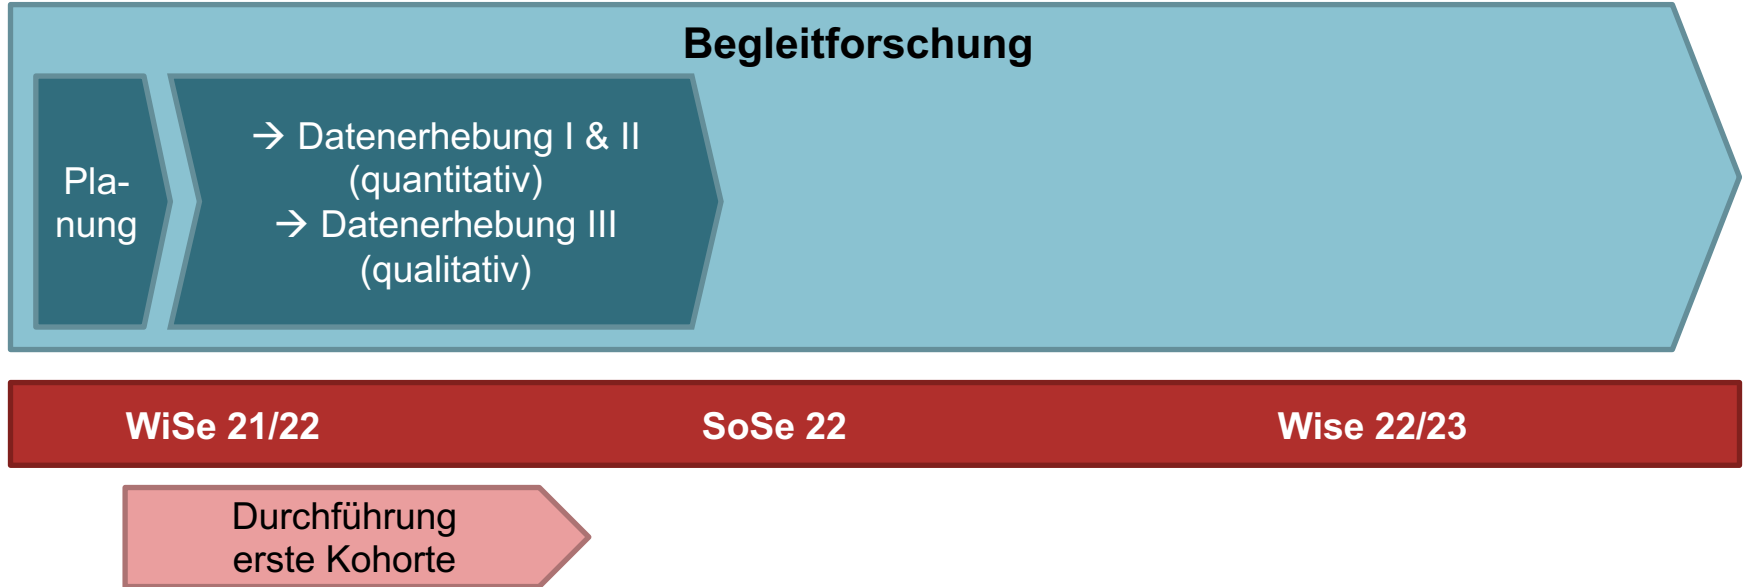 Begleitforschung
Pla-
nung
→ Datenerhebung I & II
(quantitativ)
→ Datenerhebung III
(qualitativ)
WiSe 21/22
SoSe 22
Wise 22/23
Durchführung
erste Kohorte